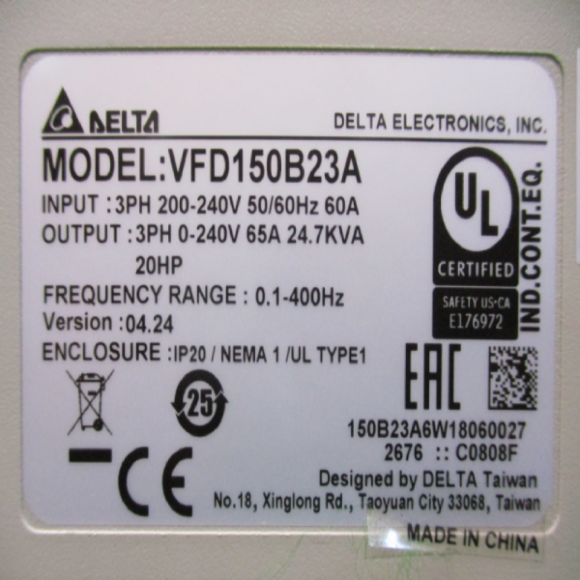 DELTA
DELTA ELECTRONICS, INC.
MODEL:VFD150B23A
INPUT :3PH 200-240V 50/60Hz 60A
OUTPUT :3PH 0-240V 65A 24.7KVA
20HP
FREQUENCY RANGE : 0.1-400Hz
Version :04.24
ENCLOSURE :IP20 / NEMA 1 /UL TYPE1
UL
CERTIFIED
SAFETY US-CA
E176972
IND.CONT.EQ.
EAC
25
150B23A6W18060027
2676 :: C0808F
CE
Designed by DELTA Taiwan
No.18, Xinglong Rd., Taoyuan City 33068, Taiwan
MADE IN CHINA